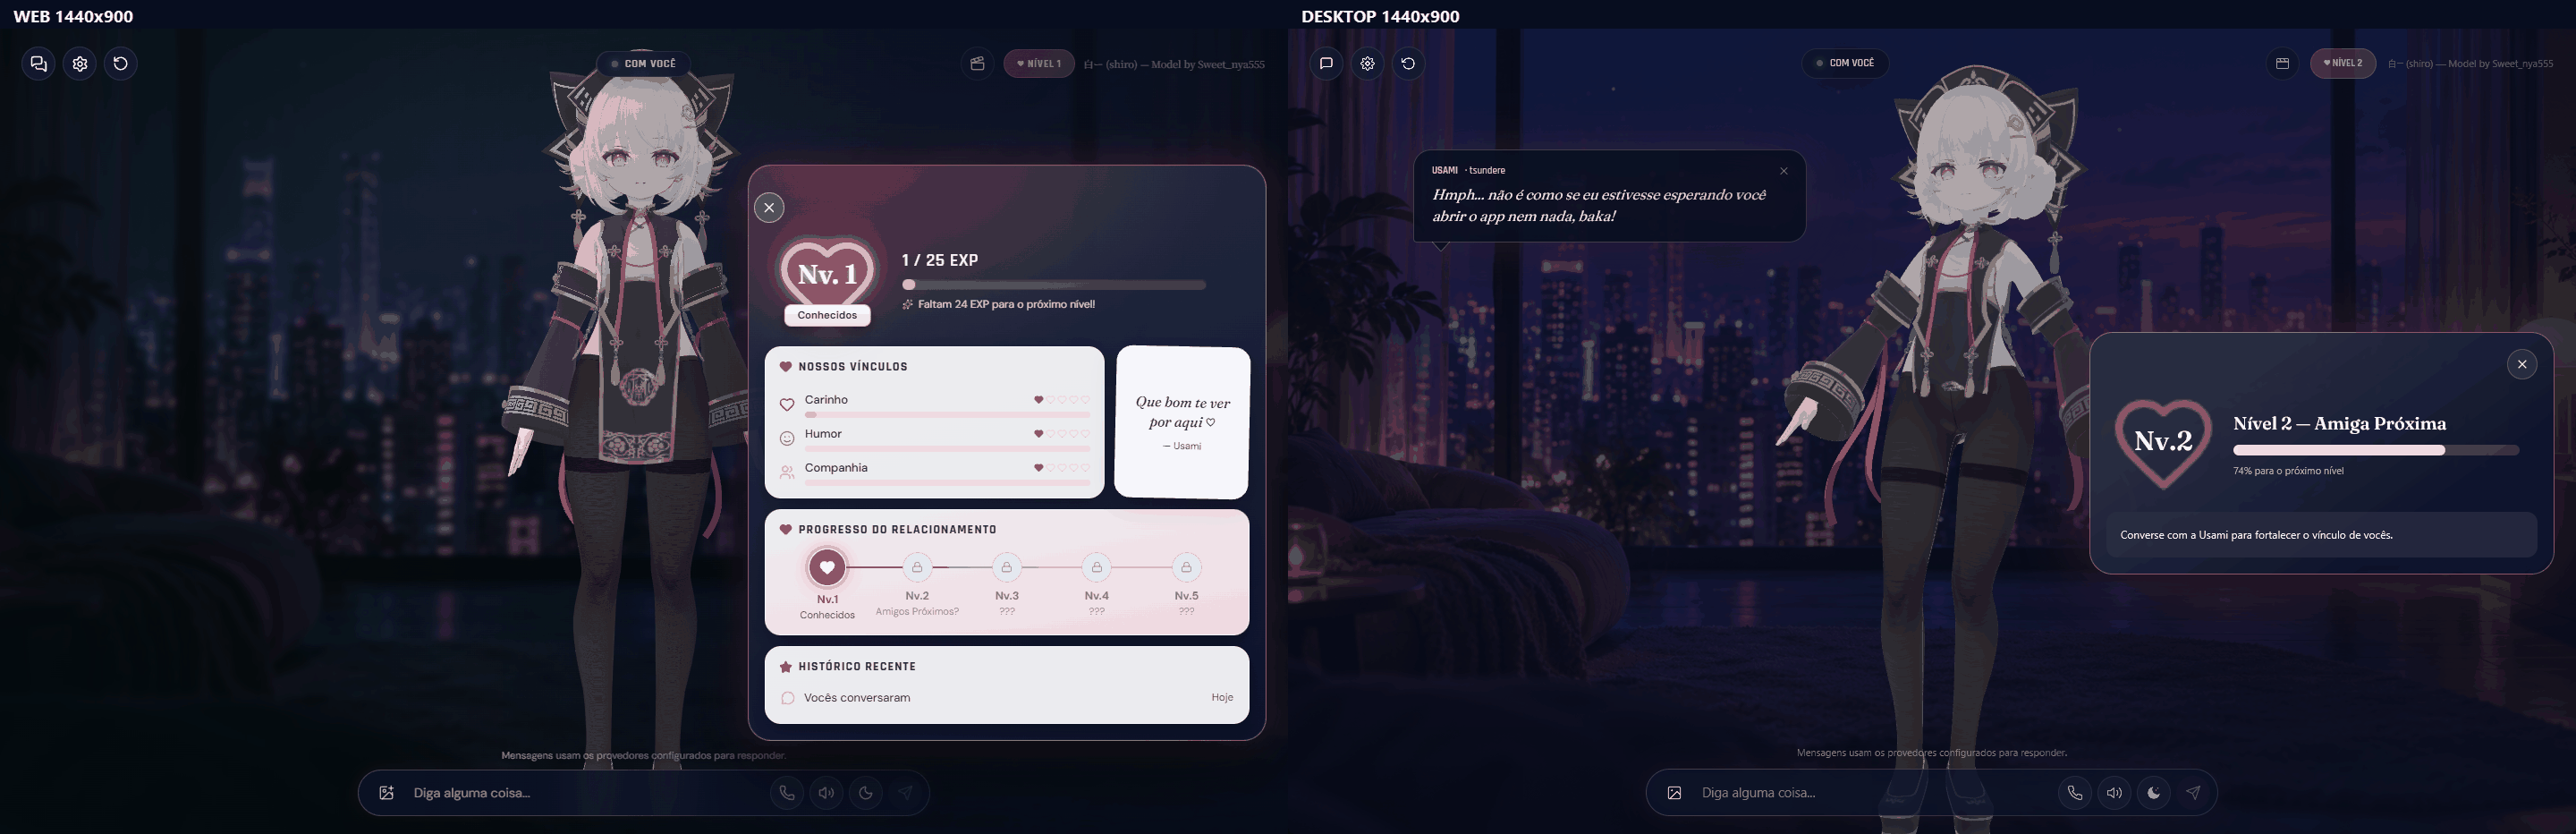 WEB 1440x900
COM VOCÊ
NÍVEL 1
白一 (shiro) — Model by Sweet_nya555
Nv. 1
Conhecidos
1 / 25 EXP
Faltam 24 EXP para o próximo nível!
NOSSOS VÍNCULOS
Carinho
Humor
Companhia
Que bom te ver
por aqui ♡
— Usami
PROGRESSO DO RELACIONAMENTO
Nv.1
Conhecidos
Nv.2
Amigos Próximos?
Nv.3
???
Nv.4
???
Nv.5
???
HISTÓRICO RECENTE
Vocês conversaram
Hoje
Mensagens usam os provedores configurados para responder.
Diga alguma coisa...
DESKTOP 1440x900
COM VOCÊ
NÍVEL 2
白一 (shiro) — Model by Sweet_nya555
USAMI · tsundere
Hmph... não é como se eu estivesse esperando você
abrir o app nem nada, baka!
Nv.2
Nível 2 — Amiga Próxima
74% para o próximo nível
Converse com a Usami para fortalecer o vínculo de vocês.
Mensagens usam os provedores configurados para responder.
Diga alguma coisa...